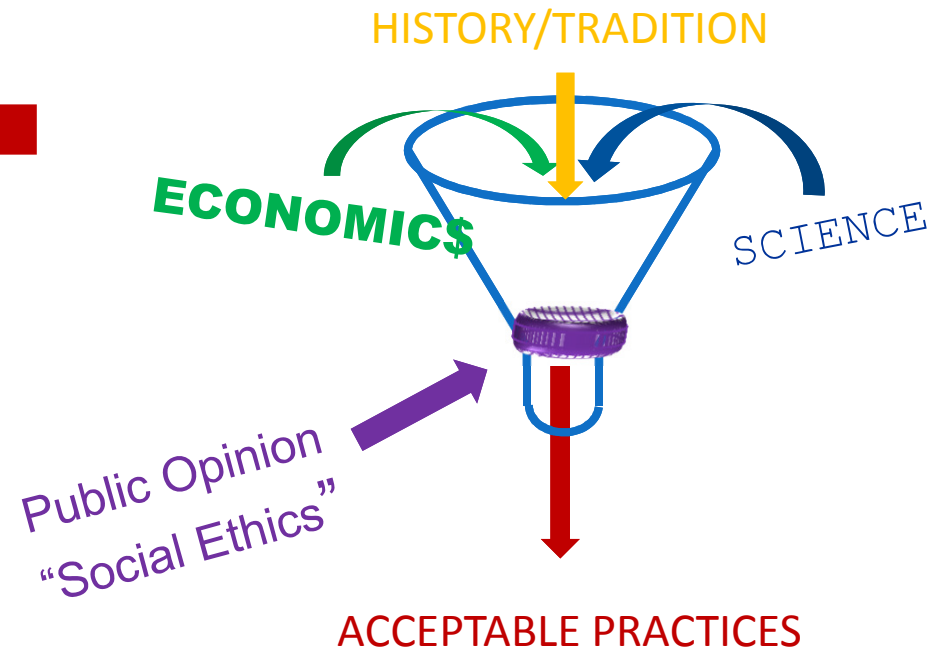 HISTORY/TRADITION
ECONOMIC$
SCIENCE
Public Opinion
“Social Ethics”
ACCEPTABLE PRACTICES